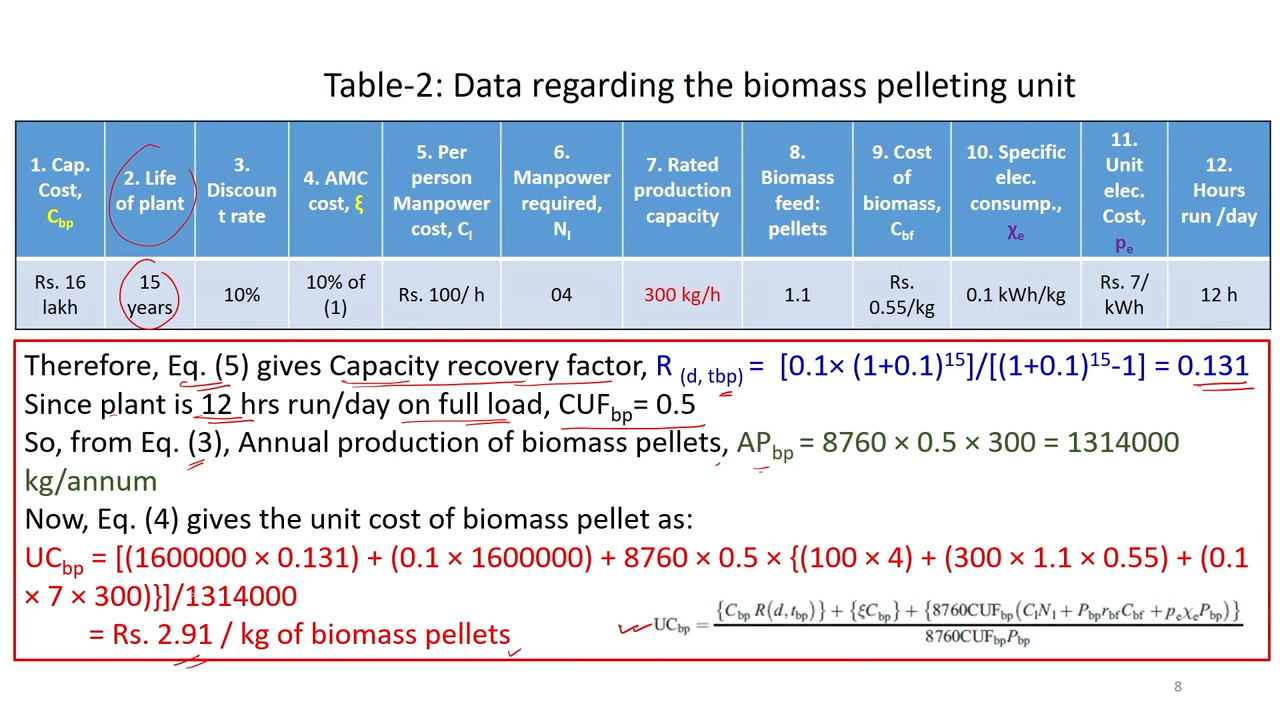 Table-2: Data regarding the biomass pelleting unit
1. Cap. Cost, C_bp
2. Life of plant
3. Discoun t rate
4. AMC cost, ξ
5. Per person Manpower cost, C_l
6. Manpower required, N_l
7. Rated production capacity
8. Biomass feed: pellets
9. Cost of biomass, C_bf
10. Specific elec. consump., χ_e
11. Unit elec. Cost, p_e
12. Hours run /day
Rs. 16 lakh
15 years
10%
10% of (1)
Rs. 100/ h
04
300 kg/h
1.1
Rs. 0.55/kg
0.1 kWh/kg
Rs. 7/ kWh
12 h
Therefore, Eq. (5) gives Capacity recovery factor, R (d, tbp) = [0.1× (1+0.1)^15]/[(1+0.1)^15-1] = 0.131
Since plant is 12 hrs run/day on full load, CUF_bp= 0.5
So, from Eq. (3), Annual production of biomass pellets, AP_bp = 8760 × 0.5 × 300 = 1314000
kg/annum
Now, Eq. (4) gives the unit cost of biomass pellet as:
UC_bp = [(1600000 × 0.131) + (0.1 × 1600000) + 8760 × 0.5 × {(100 × 4) + (300 × 1.1 × 0.55) + (0.1
× 7 × 300)}]/1314000
= Rs. 2.91 / kg of biomass pellets
UC_bp = {C_bp R(d, t_bp)} + {ξC_bp} + {8760CUF_bp(C_lN_l + P_bp r_bf C_bf + p_e χ_e P_bp)}
8760CUF_bp P_bp
8